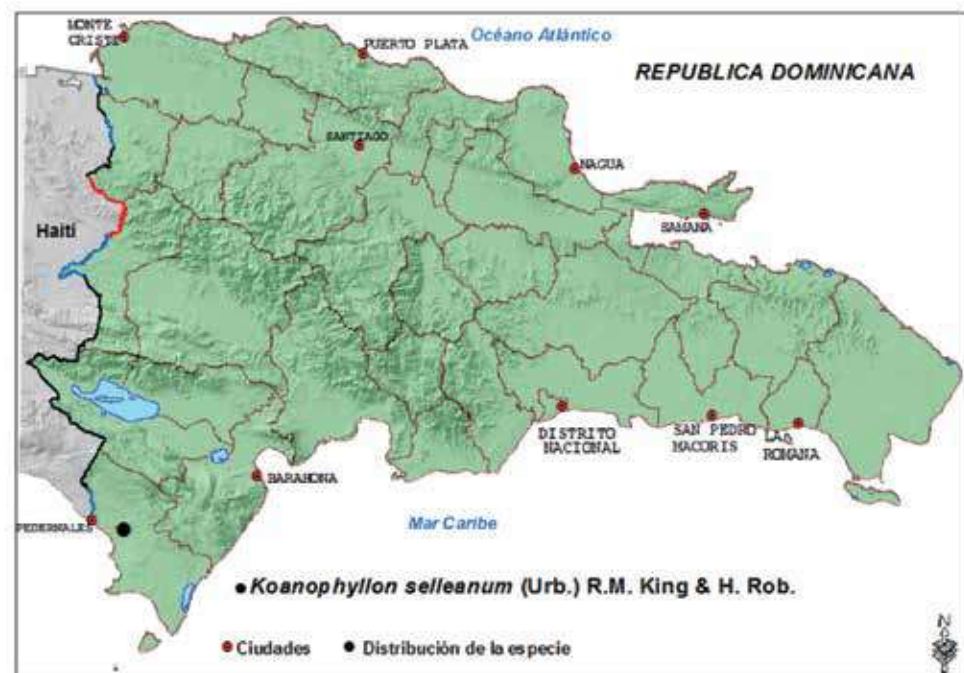 MONTE
CRISTI
PUERTO PLATA
Océano Atlántico
REPUBLICA DOMINICANA
SANTIAGO
NAGUA
SAMANA
Haití
DISTRITO
NACIONAL
SAN PEDRO
MACORIS
LA
ROMANA
BARAHONA
PEDERNALES
Mar Caribe
Koanophyllon selleanum (Urb.) R.M. King & H. Rob.
Ciudades
Distribución de la especie
N